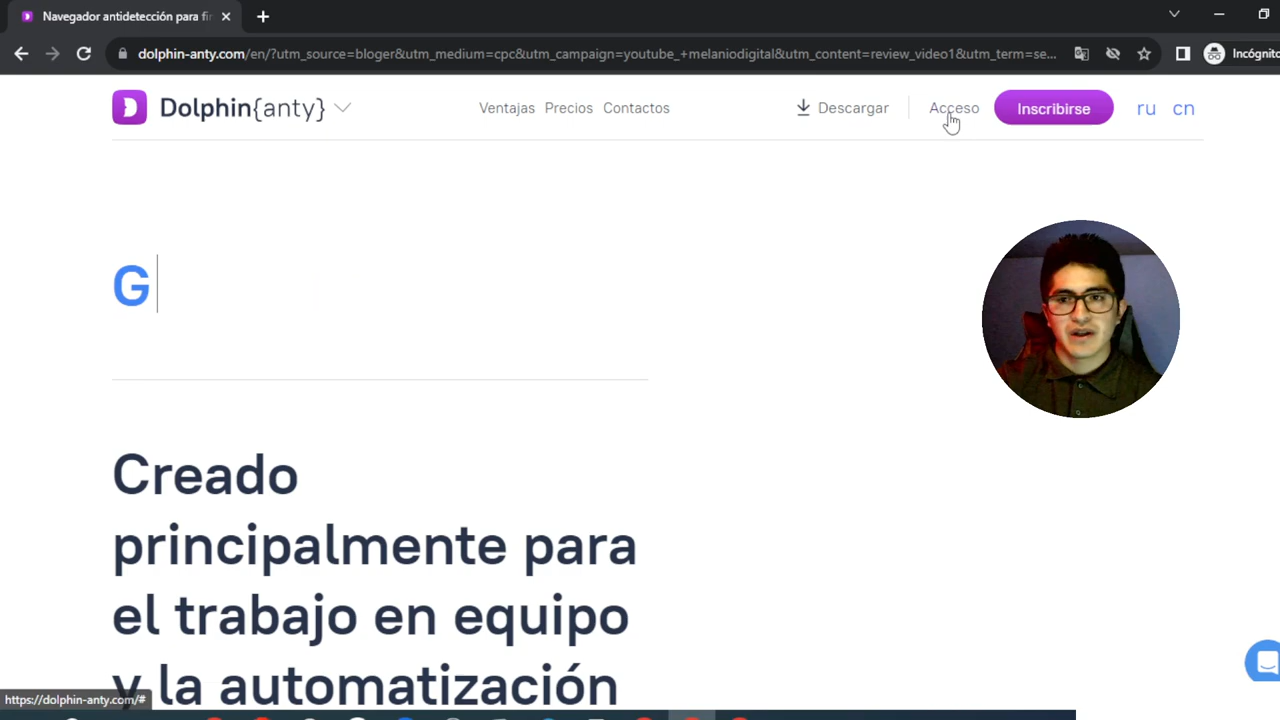 Navegador antidetección para fi
dolphin-anty.com/en/?utm_source=bloger&utm_medium=cpc&utm_campaign=youtube_+melaniodigital&utm_content=review_video1&utm_term=se...
Incógnito
Dolphin{anty}
Ventajas Precios Contactos
Descargar
Acceso
Inscribirse
ru cn
G
Creado
principalmente para
el trabajo en equipo
y la automatización
https://dolphin-anty.com/#